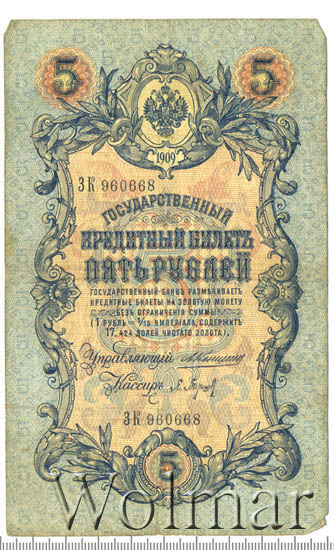 5 5
1909
ЗК 960668
ГОСУДАРСТВЕННЫЙ
КРЕДИТНЫЙ БИЛЕТЪ
ПЯТЬ РУБЛЕЙ
ГОСУДАРСТВЕННЫЙ БАНКЪ РАЗМѢНИВАЕТЪ
КРЕДИТНЫЕ БИЛЕТЫ НА ЗОЛОТУЮ МОНЕТУ
БЕЗЪ ОГРАНИЧЕНІЯ СУММЫ
(1 РУБЛЬ = 1/15 ИМПЕРІАЛА, СОДЕРЖИТЪ
17,424 ДОЛЕЙ ЧИСТАГО ЗОЛОТА).
Управляющій
Кассиръ
ЗК 960668
5
Wolmar